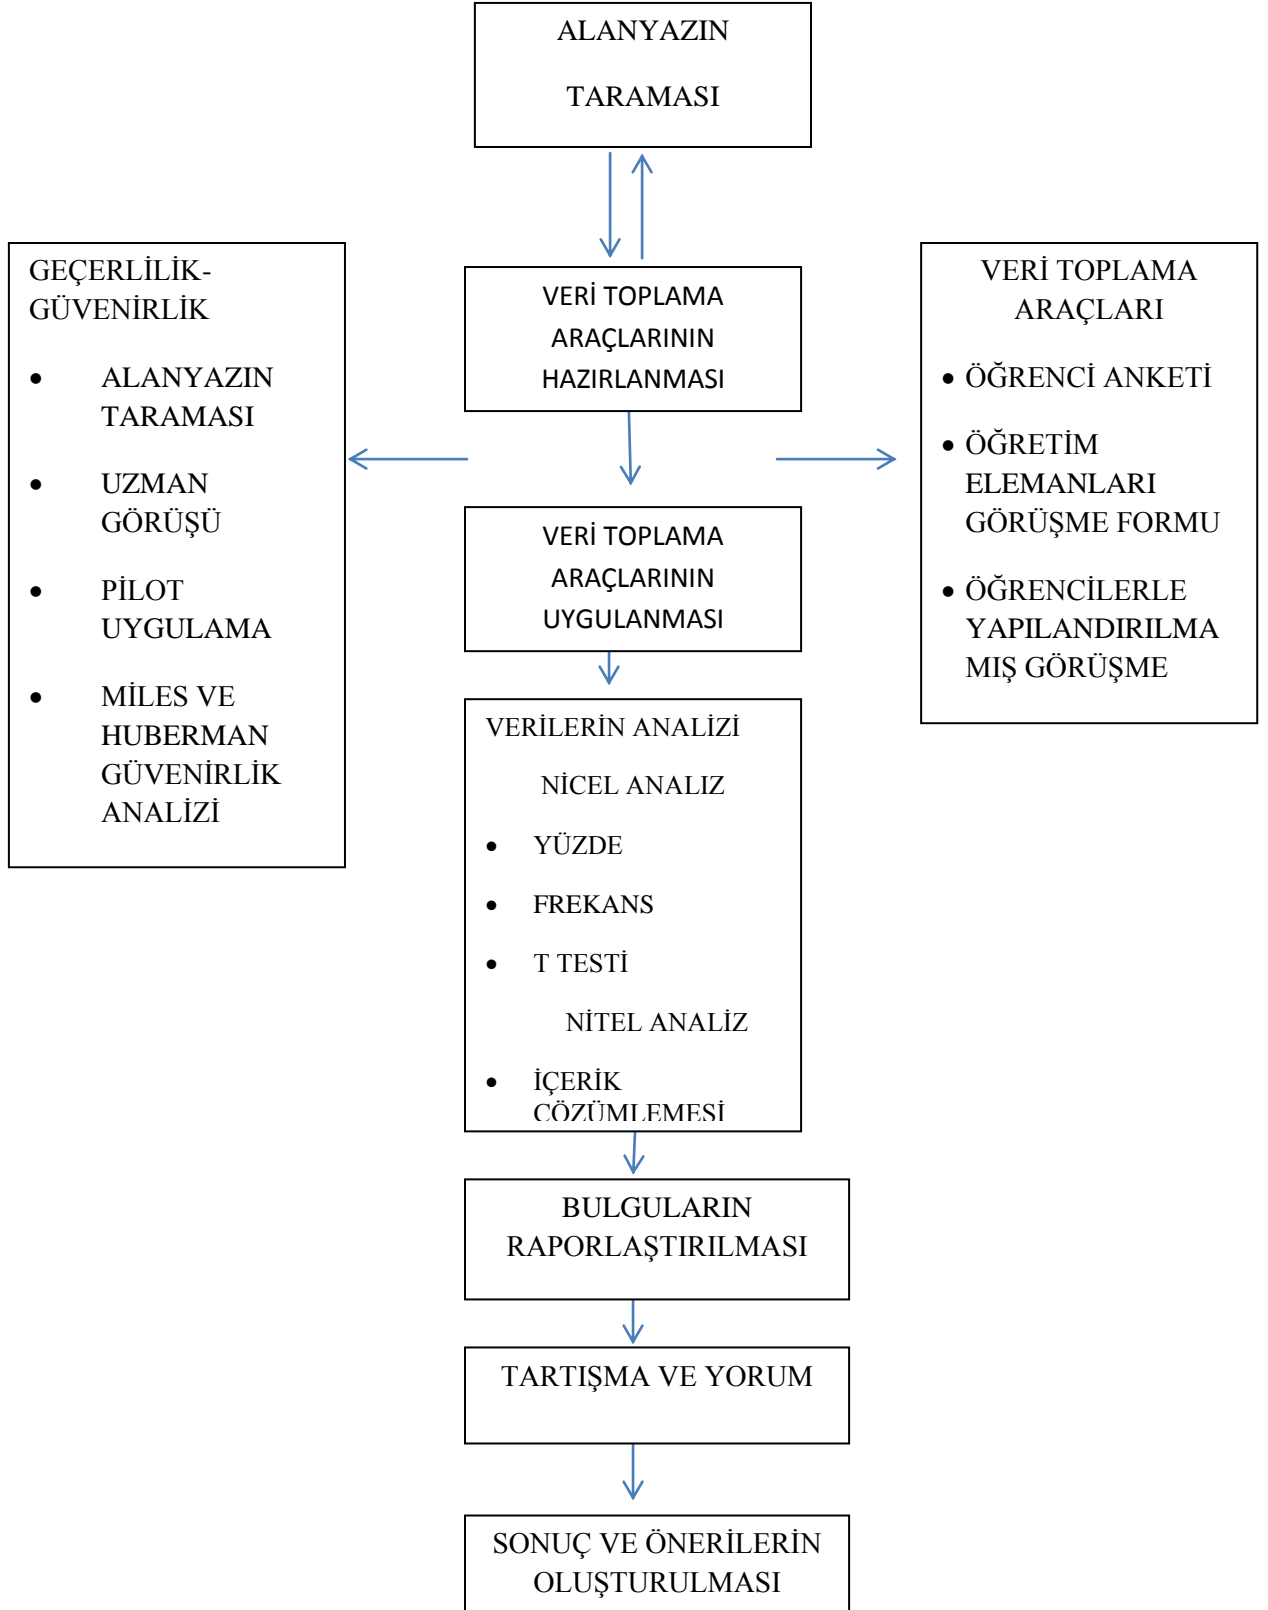 ALANYAZIN
TARAMASI
GEÇERLİLİK-
GÜVENİRLİK
• ALANYAZIN
TARAMASI
• UZMAN
GÖRÜŞÜ
• PİLOT
UYGULAMA
• MİLES VE
HUBERMAN
GÜVENİRLİK
ANALİZİ
VERİ TOPLAMA
ARAÇLARININ
HAZIRLANMASI
VERİ TOPLAMA
ARAÇLARI
• ÖĞRENCİ ANKETİ
• ÖĞRETİM
ELEMANLARI
GÖRÜŞME FORMU
• ÖĞRENCİLERLE
YAPILANDIRILMA
MIŞ GÖRÜŞME
VERİ TOPLAMA
ARAÇLARININ
UYGULANMASI
VERİLERİN ANALİZİ
NİCEL ANALIZ
• YÜZDE
• FREKANS
• T TESTİ
NİTEL ANALİZ
• İÇERİK
ÇÖZÜMLEMESİ
BULGULARIN
RAPORLAŞTIRILMASI
TARTIŞMA VE YORUM
SONUÇ VE ÖNERİLERİN
OLUŞTURULMASI